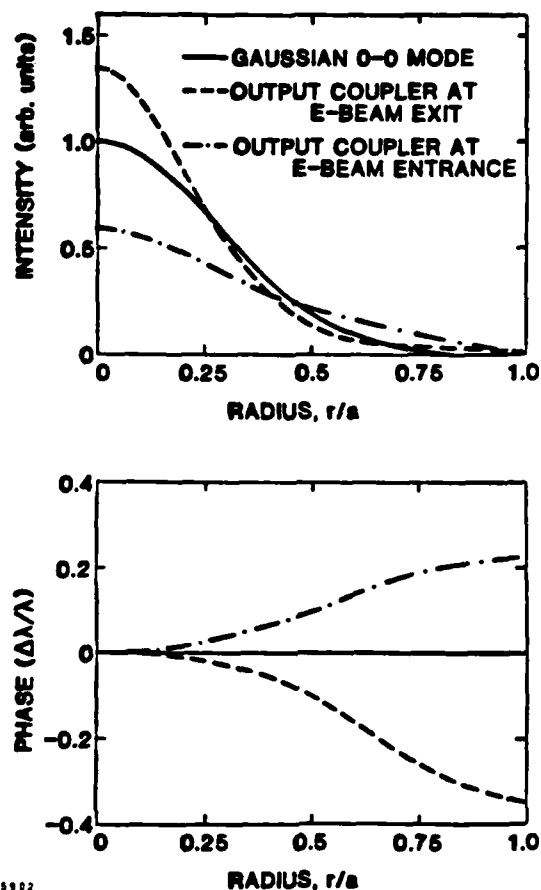 1.5
1.0
0.5
0
INTENSITY (arb. units)
GAUSSIAN 0-0 MODE
OUTPUT COUPLER AT
E-BEAM EXIT
OUTPUT COUPLER AT
E-BEAM ENTRANCE
0 0.25 0.5 0.75 1.0
RADIUS, r/a
0.4
0.2
0
-0.2
-0.4
PHASE (Δλ/λ)
0 0.25 0.5 0.75 1.0
RADIUS, r/a